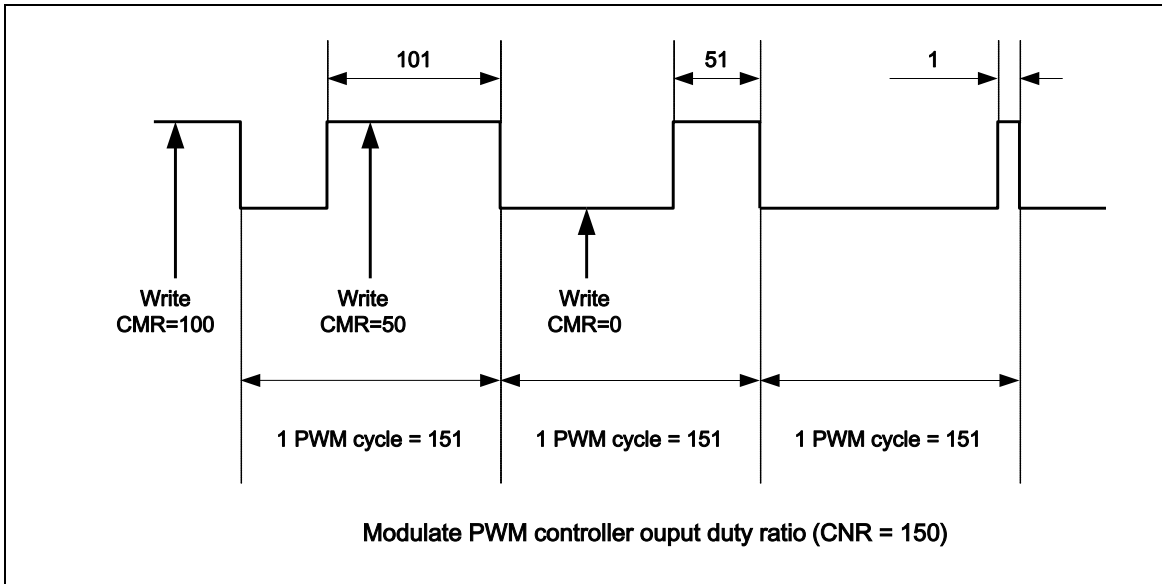 101
51
1
Write
CMR=100
Write
CMR=50
Write
CMR=0
1 PWM cycle = 151
1 PWM cycle = 151
1 PWM cycle = 151
Modulate PWM controller ouput duty ratio (CNR = 150)